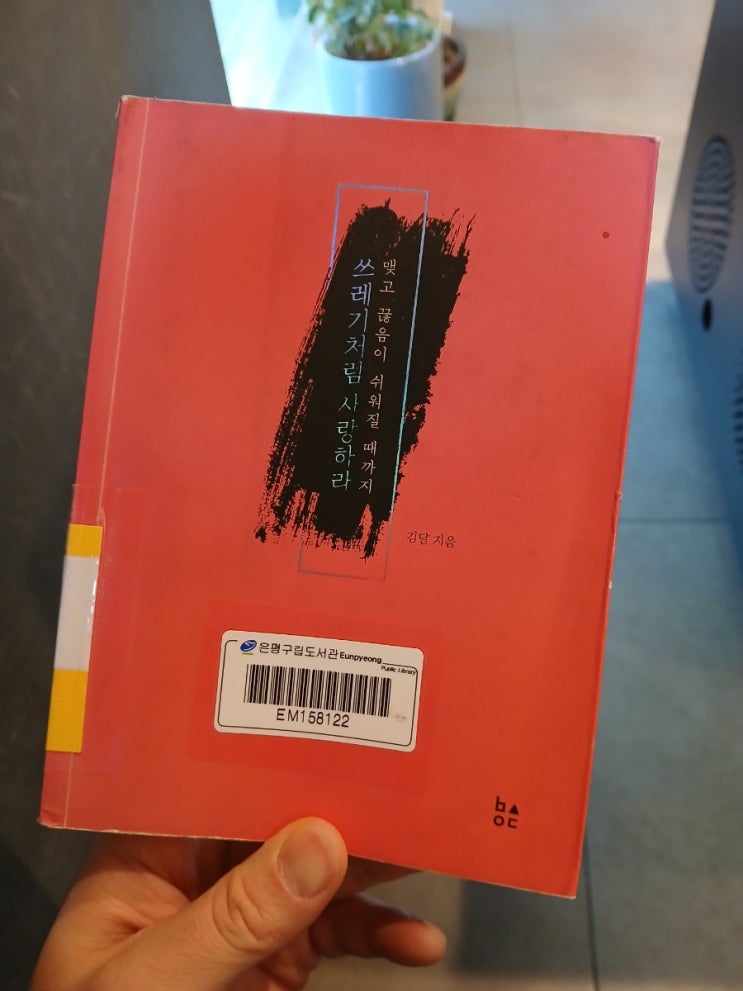 맺고 끊음이 쉬워질 때까지
쓰레기처럼 사랑하라
김달 지음
은평구립도서관 Eunpyeong
Public Library
EM158122